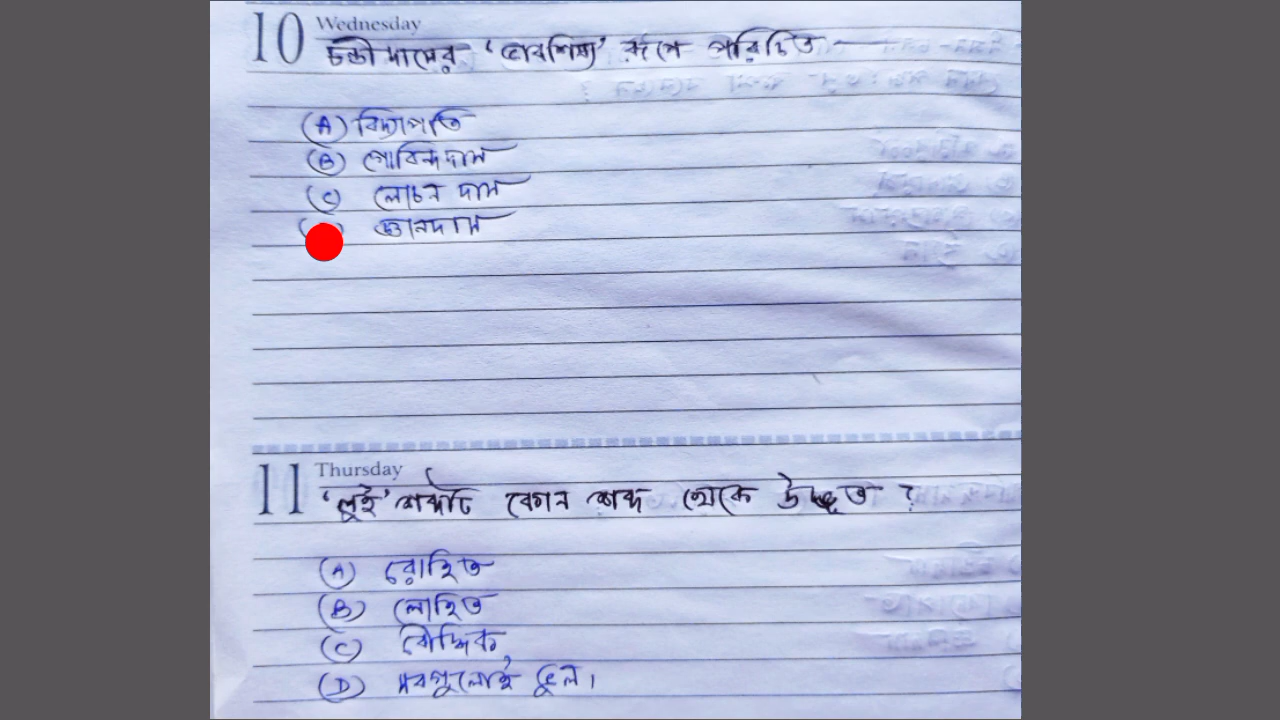 10 Wednesday
চন্ডীদাসের 'ভাবশিষ্য' রূপে পরিচিত
(A) বিদ্যাপতি
(B) গোবিন্দদাস
(C) লোচন দাস
জ্ঞানদাস
11 Thursday
'লুই' শব্দটি কোন শব্দ থেকে উদ্ভূত ?
(A) রোহিত
(B) লোহিত
(C) বৌদ্ধিক
(D) সবগুলোই ভুল।